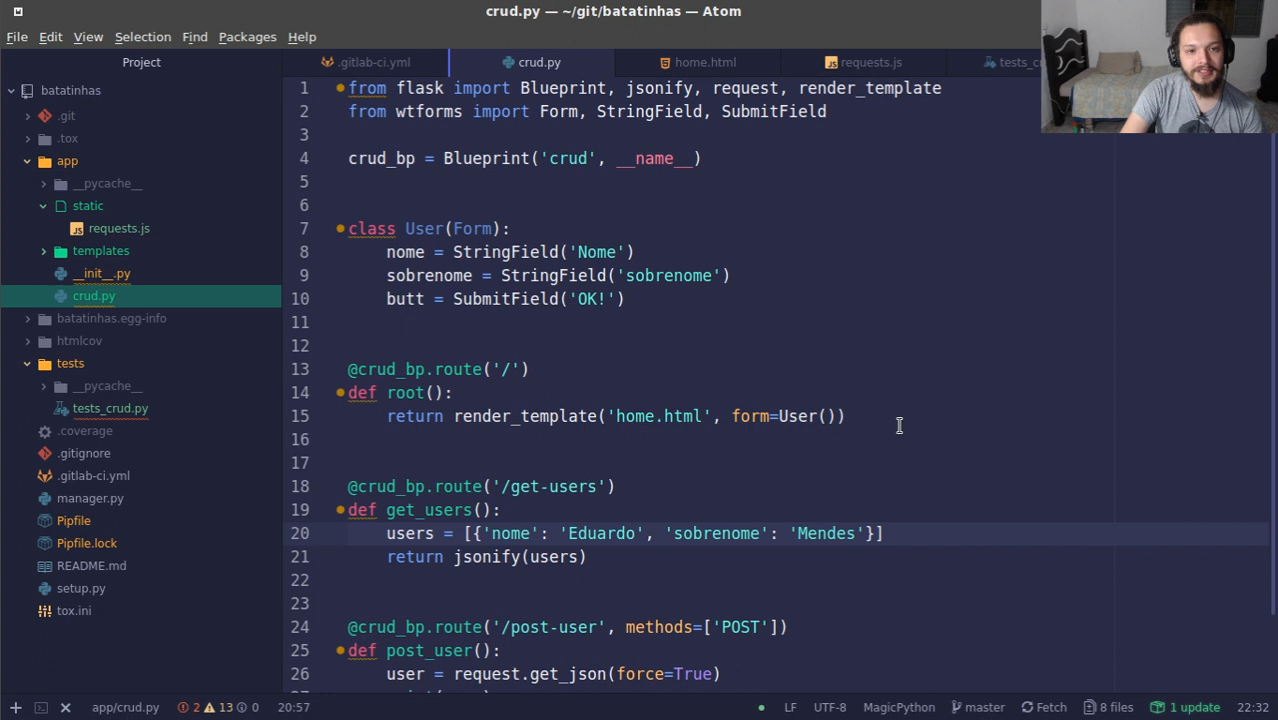 crud.py — ~/git/batatinhas — Atom
File Edit View Selection Find Packages Help
Project
.gitlab-ci.yml
crud.py
home.html
requests.js
tests_c
batatinhas
.git
.tox
app
__pycache__
static
requests.js
templates
__init__.py
crud.py
batatinhas.egg-info
htmlcov
tests
__pycache__
tests_crud.py
.coverage
.gitignore
.gitlab-ci.yml
manager.py
Pipfile
Pipfile.lock
README.md
setup.py
tox.ini
1 from flask import Blueprint, jsonify, request, render_template
2 from wtforms import Form, StringField, SubmitField
3
4 crud_bp = Blueprint('crud', __name__)
5
6
7 class User(Form):
8 nome = StringField('Nome')
9 sobrenome = StringField('sobrenome')
10 butt = SubmitField('OK!')
11
12
13 @crud_bp.route('/')
14 def root():
15 return render_template('home.html', form=User())
16
17
18 @crud_bp.route('/get-users')
19 def get_users():
20 users = [{'nome': 'Eduardo', 'sobrenome': 'Mendes'}]
21 return jsonify(users)
22
23
24 @crud_bp.route('/post-user', methods=['POST'])
25 def post_user():
26 user = request.get_json(force=True)
app/crud.py 2 13 0 20:57 LF UTF-8 MagicPython master Fetch 8 files 1 update 22:32